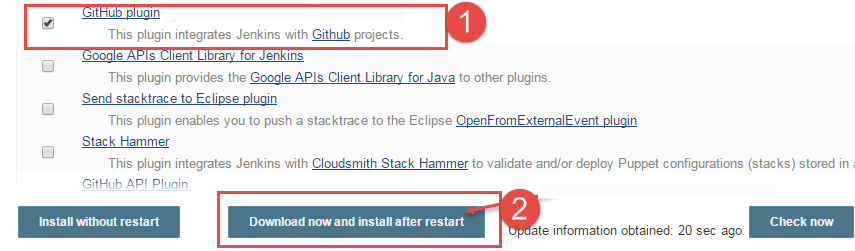 GitHub plugin
1
This plugin integrates Jenkins with Github projects.
Google APIs Client Library for Jenkins
This plugin provides the Google APIs Client Library for Java to other plugins.
Send stacktrace to Eclipse plugin
This plugin enables you to push a stacktrace to the Eclipse OpenFromExternalEvent plugin
Stack Hammer
This plugin integrates Jenkins with Cloudsmith Stack Hammer to validate and/or deploy Puppet configurations (stacks) stored in a
GitHub API Plugin
2
Install without restart
Download now and install after restart
Update information obtained: 20 sec ago
Check now